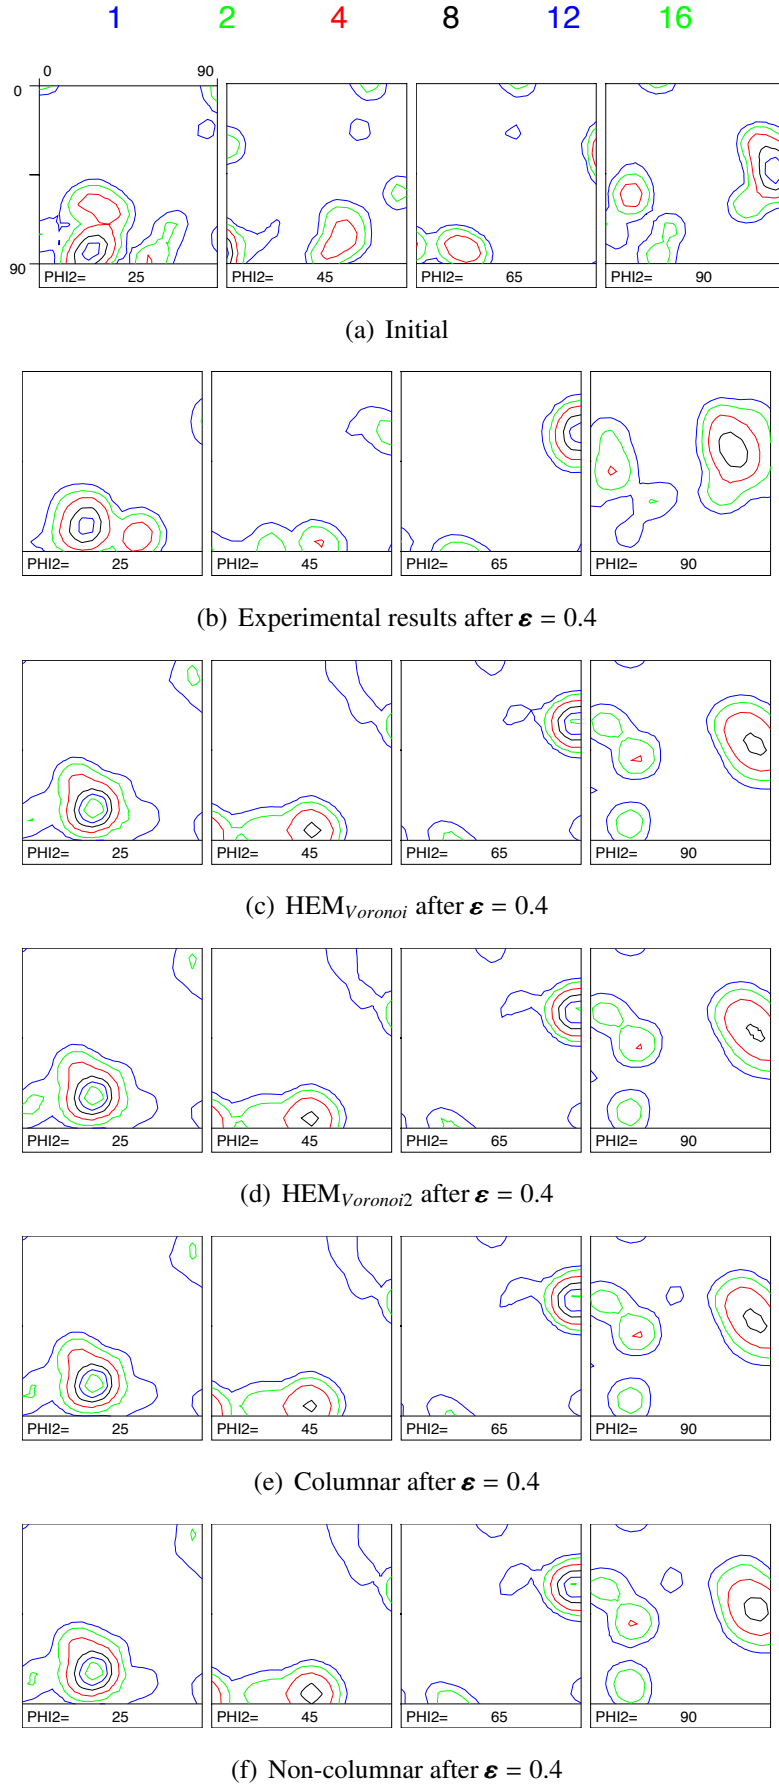 1 2 4 8 12 16
0 90
0
90
PHI2= 25 PHI2= 45 PHI2= 65 PHI2= 90
(a) Initial
PHI2= 25 PHI2= 45 PHI2= 65 PHI2= 90
(b) Experimental results after ε = 0.4
PHI2= 25 PHI2= 45 PHI2= 65 PHI2= 90
(c) HEM_Voronoi after ε = 0.4
PHI2= 25 PHI2= 45 PHI2= 65 PHI2= 90
(d) HEM_Voronoi2 after ε = 0.4
PHI2= 25 PHI2= 45 PHI2= 65 PHI2= 90
(e) Columnar after ε = 0.4
PHI2= 25 PHI2= 45 PHI2= 65 PHI2= 90
(f) Non-columnar after ε = 0.4